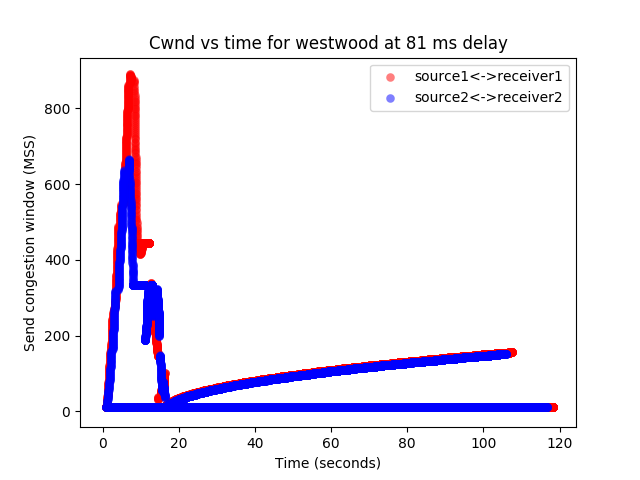 Cwnd vs time for westwood at 81 ms delay
source1<->receiver1
source2<->receiver2
Send congestion window (MSS)
800
600
400
200
0
0 20 40 60 80 100 120
Time (seconds)